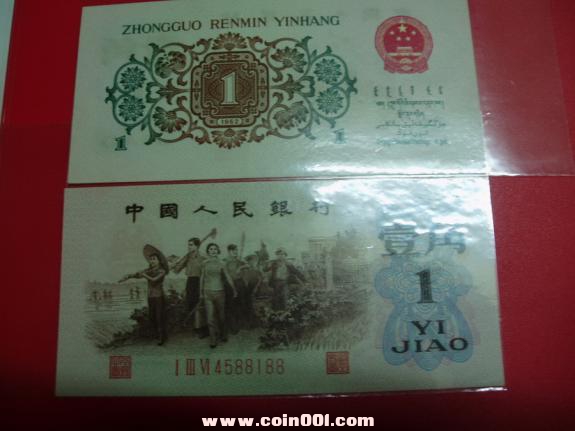 ZHONGGUO RENMIN YINHANG
1
1
1
1962
中國人民銀行
壹角
1
YI
JIAO
I III VI 4588188
www.coin001.com